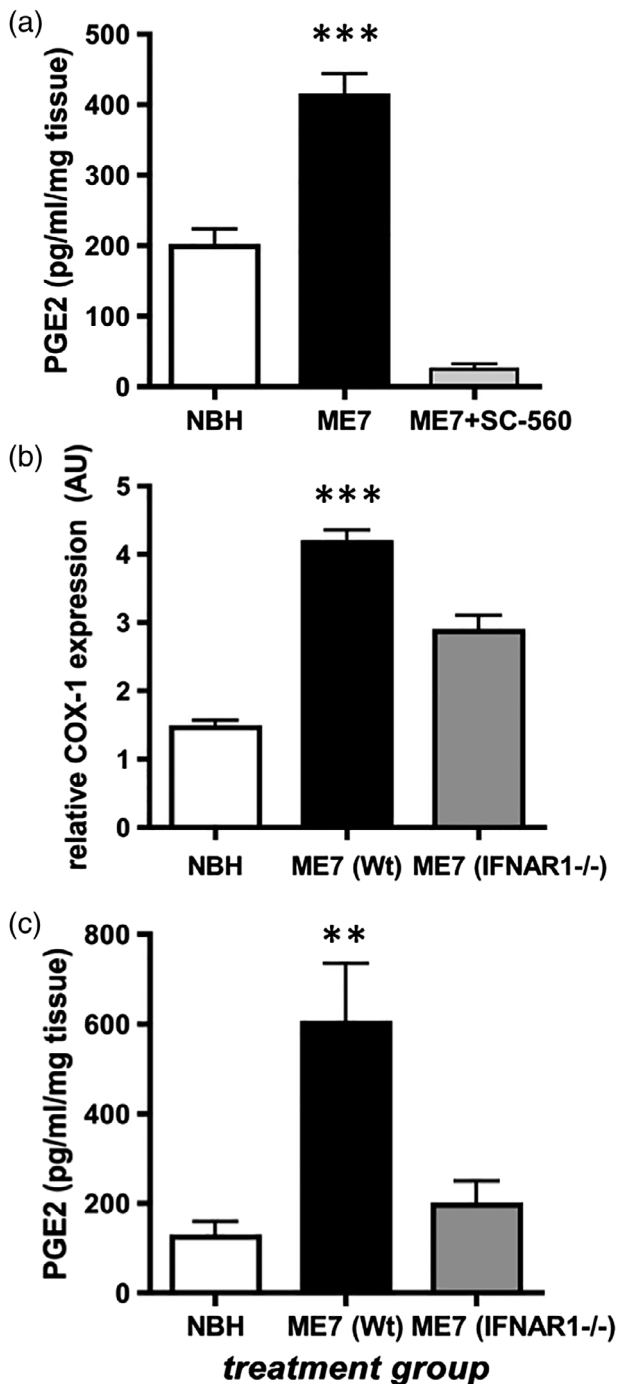 (a)
PGE2 (pg/ml/mg tissue)
500
400
300
200
100
0
***
NBH ME7 ME7+SC-560
(b)
relative COX-1 expression (AU)
5
4
3
2
1
0
***
NBH ME7 (Wt) ME7 (IFNAR1-/-)
(c)
PGE2 (pg/ml/mg tissue)
800
600
400
200
0
**
NBH ME7 (Wt) ME7 (IFNAR1-/-)
treatment group